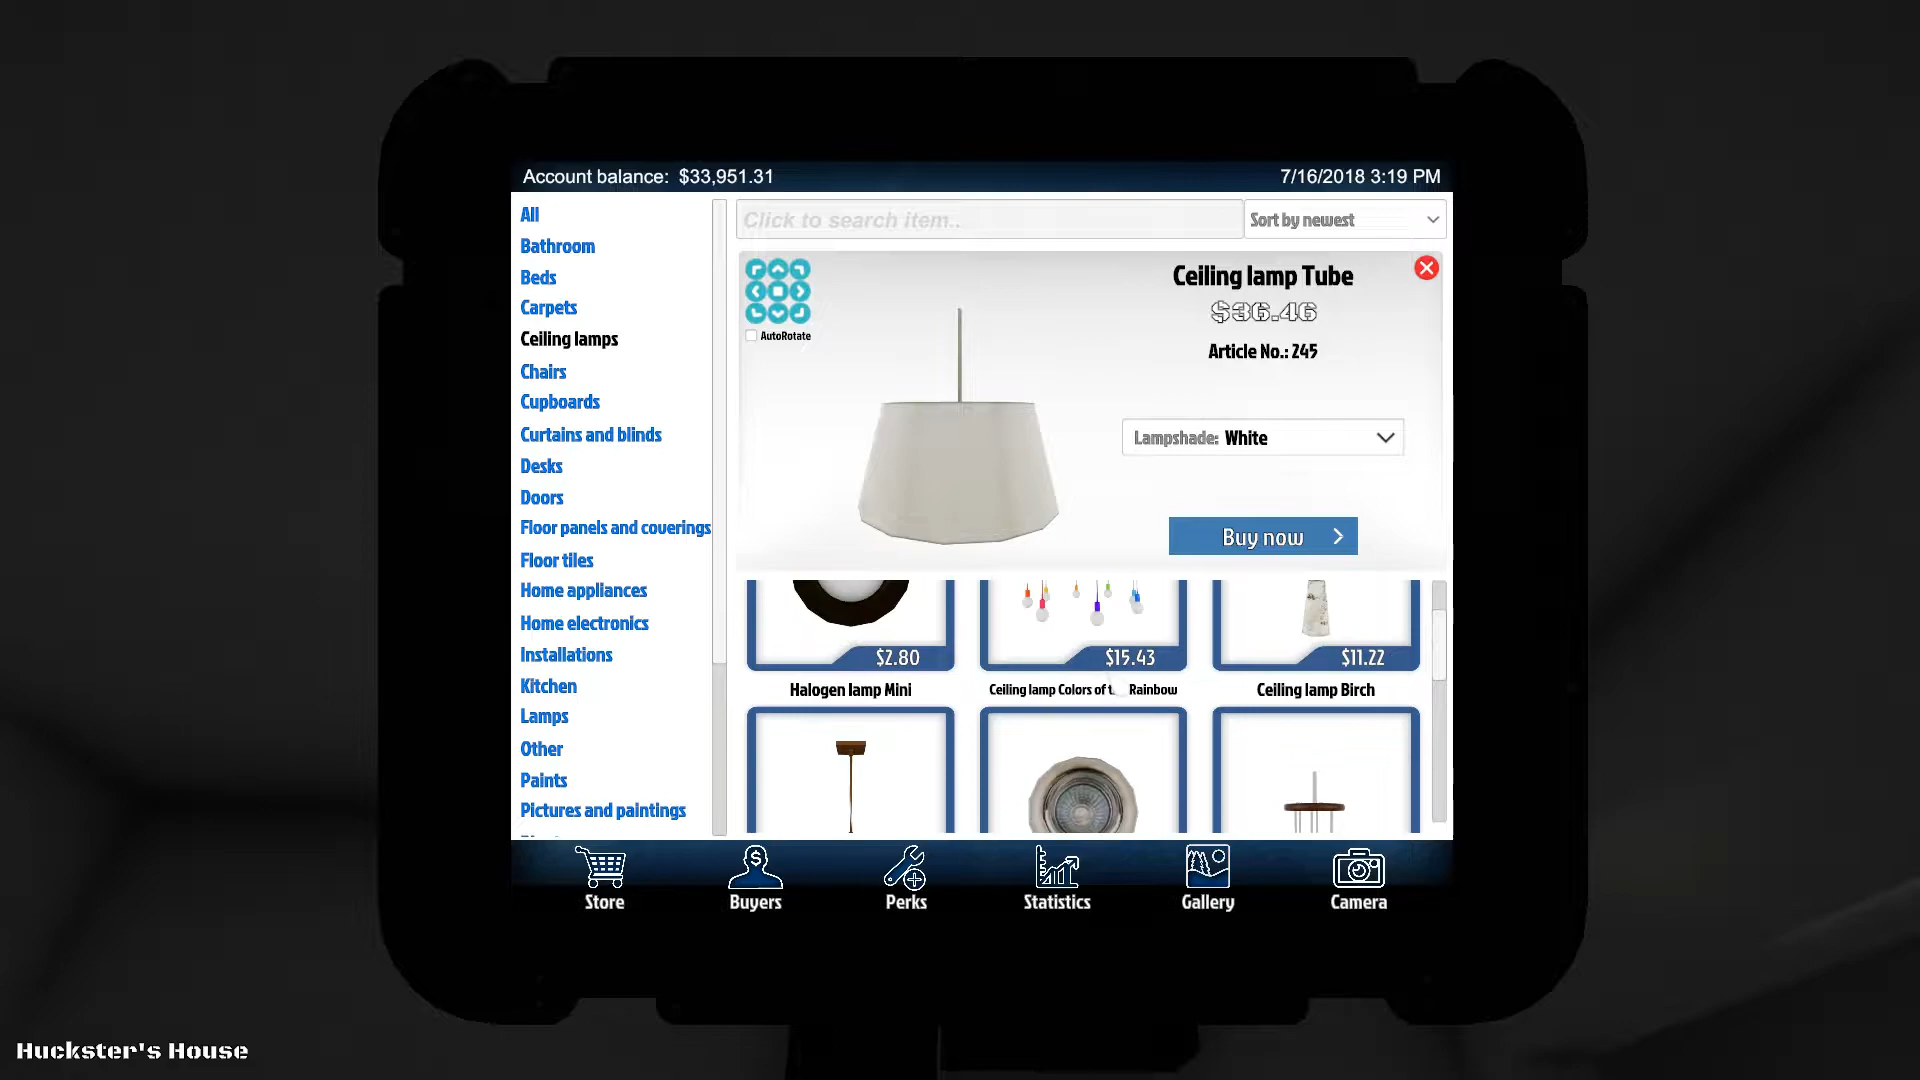 Account balance: $33,951.31
7/16/2018 3:19 PM
All
Bathroom
Beds
Carpets
Ceiling lamps
Chairs
Cupboards
Curtains and blinds
Desks
Doors
Floor panels and coverings
Floor tiles
Home appliances
Home electronics
Installations
Kitchen
Lamps
Other
Paints
Pictures and paintings
Click to search item..
Sort by newest
AutoRotate
Ceiling lamp Tube
$36.46
Article No.: 245
Lampshade: White
Buy now
$2.80
$15.43
$11.22
Halogen lamp Mini
Ceiling lamp Colors of Rainbow
Ceiling lamp Birch
Store
Buyers
Perks
Statistics
Gallery
Camera
Huckster's House